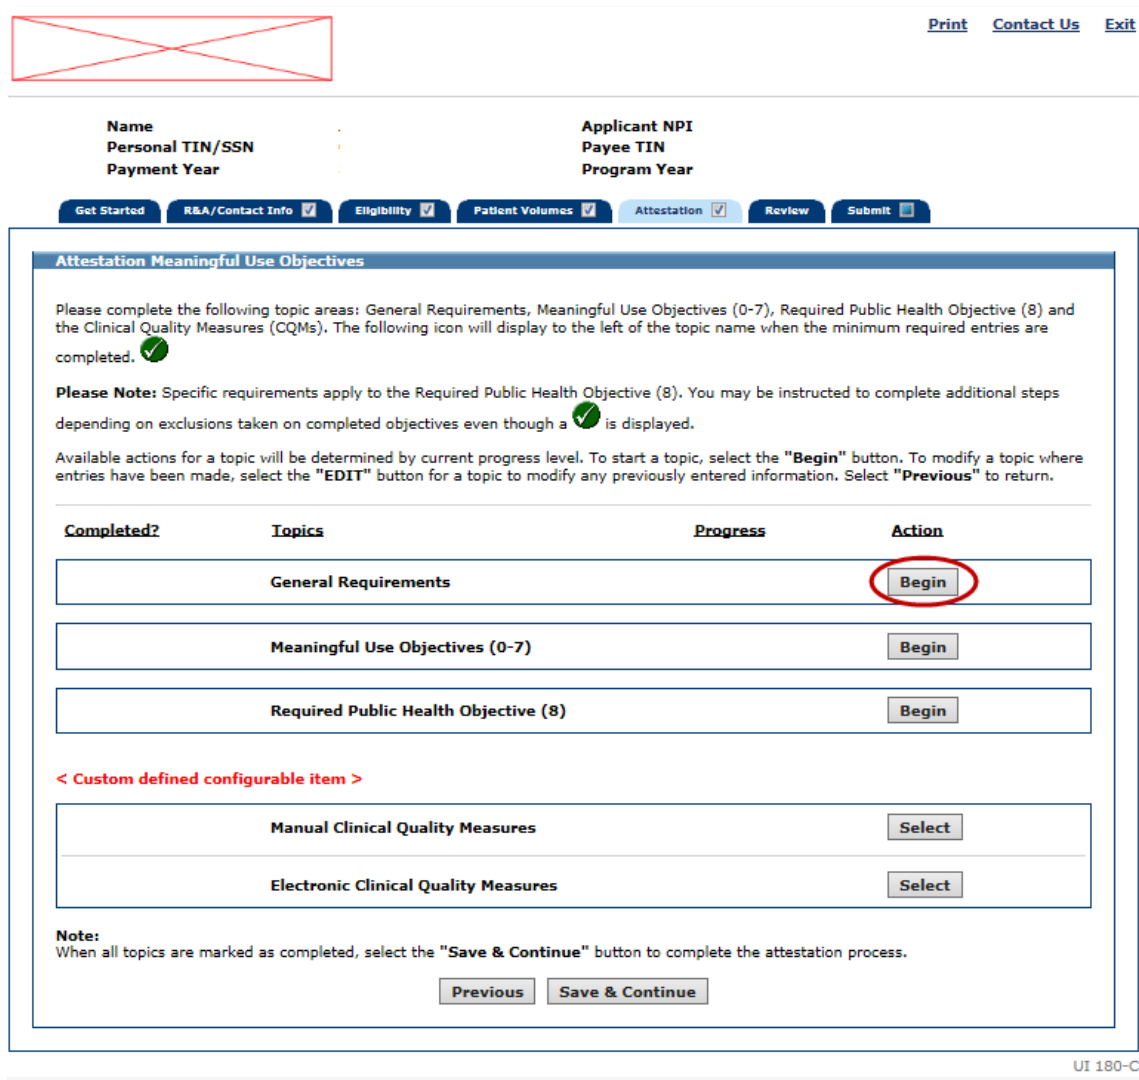 Print Contact Us Exit
Name Applicant NPI
Personal TIN/SSN Payee TIN
Payment Year Program Year
Get Started R&A/Contact Info Eligibility Patient Volumes Attestation Review Submit
Attestation Meaningful Use Objectives
Please complete the following topic areas: General Requirements, Meaningful Use Objectives (0-7), Required Public Health Objective (8) and
the Clinical Quality Measures (CQMs). The following icon will display to the left of the topic name when the minimum required entries are
completed.
Please Note: Specific requirements apply to the Required Public Health Objective (8). You may be instructed to complete additional steps
depending on exclusions taken on completed objectives even though a is displayed.
Available actions for a topic will be determined by current progress level. To start a topic, select the "Begin" button. To modify a topic where
entries have been made, select the "EDIT" button for a topic to modify any previously entered information. Select "Previous" to return.
Completed? Topics Progress Action
General Requirements Begin
Meaningful Use Objectives (0-7) Begin
Required Public Health Objective (8) Begin
< Custom defined configurable item >
Manual Clinical Quality Measures Select
Electronic Clinical Quality Measures Select
Note:
When all topics are marked as completed, select the "Save & Continue" button to complete the attestation process.
Previous Save & Continue
UI 180-C